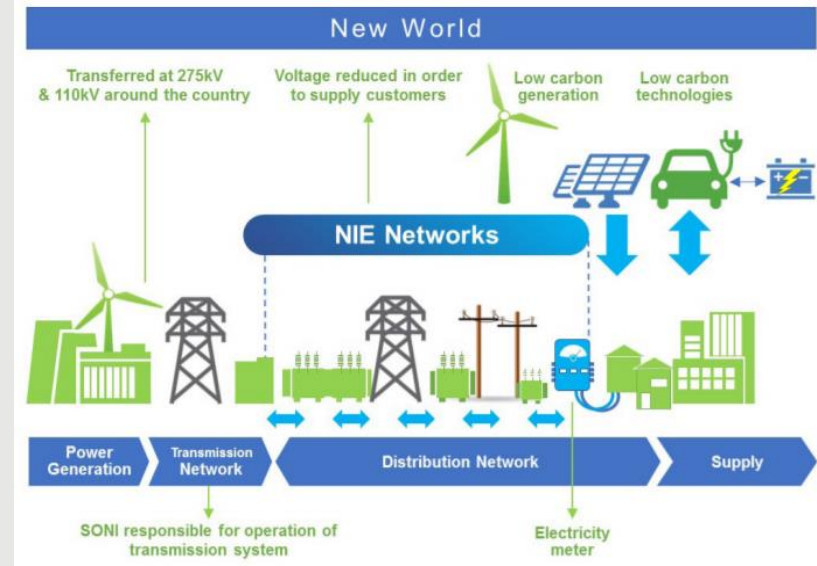 New World
Transferred at 275kV
& 110kV around the country
Voltage reduced in order
to supply customers
Low carbon
generation
Low carbon
technologies
NIE Networks
Power
Generation
Transmission
Network
Distribution Network
Supply
SONI responsible for operation of
transmission system
Electricity
meter